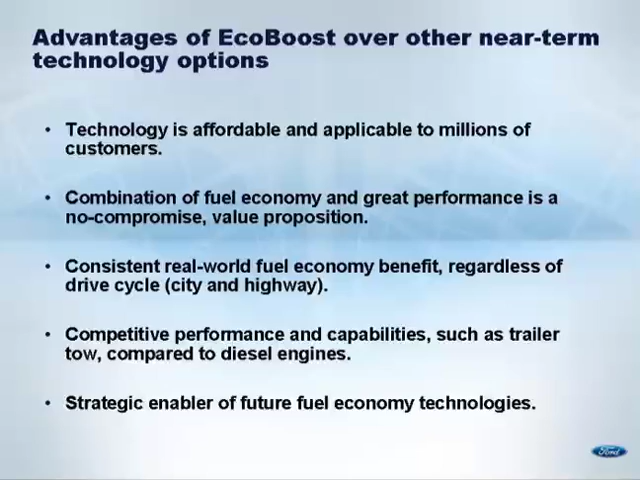 Advantages of EcoBoost over other near-term
technology options
• Technology is affordable and applicable to millions of
customers.
• Combination of fuel economy and great performance is a
no-compromise, value proposition.
• Consistent real-world fuel economy benefit, regardless of
drive cycle (city and highway).
• Competitive performance and capabilities, such as trailer
tow, compared to diesel engines.
• Strategic enabler of future fuel economy technologies.
Ford